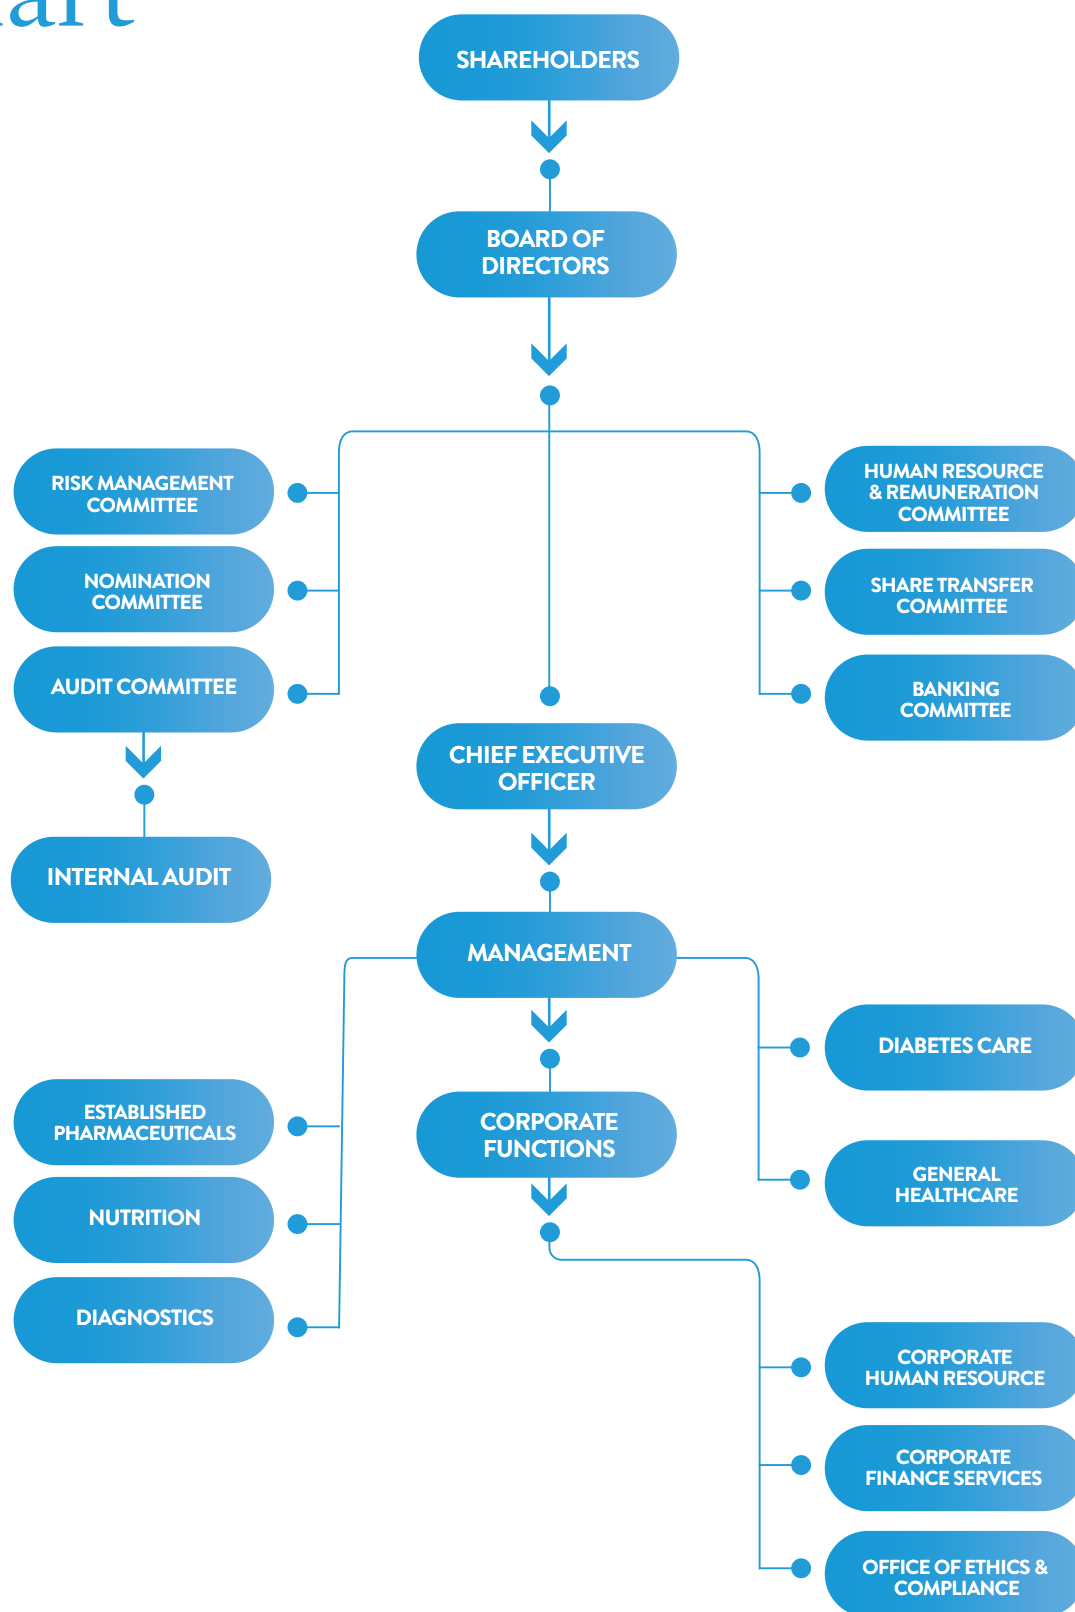 SHAREHOLDERS
BOARD OF
DIRECTORS
RISK MANAGEMENT
COMMITTEE
NOMINATION
COMMITTEE
AUDIT COMMITTEE
INTERNAL AUDIT
HUMAN RESOURCE
& REMUNERATION
COMMITTEE
SHARE TRANSFER
COMMITTEE
BANKING
COMMITTEE
CHIEF EXECUTIVE
OFFICER
MANAGEMENT
ESTABLISHED
PHARMACEUTICALS
NUTRITION
DIAGNOSTICS
CORPORATE
FUNCTIONS
DIABETES CARE
GENERAL
HEALTHCARE
CORPORATE
HUMAN RESOURCE
CORPORATE
FINANCE SERVICES
OFFICE OF ETHICS &
COMPLIANCE